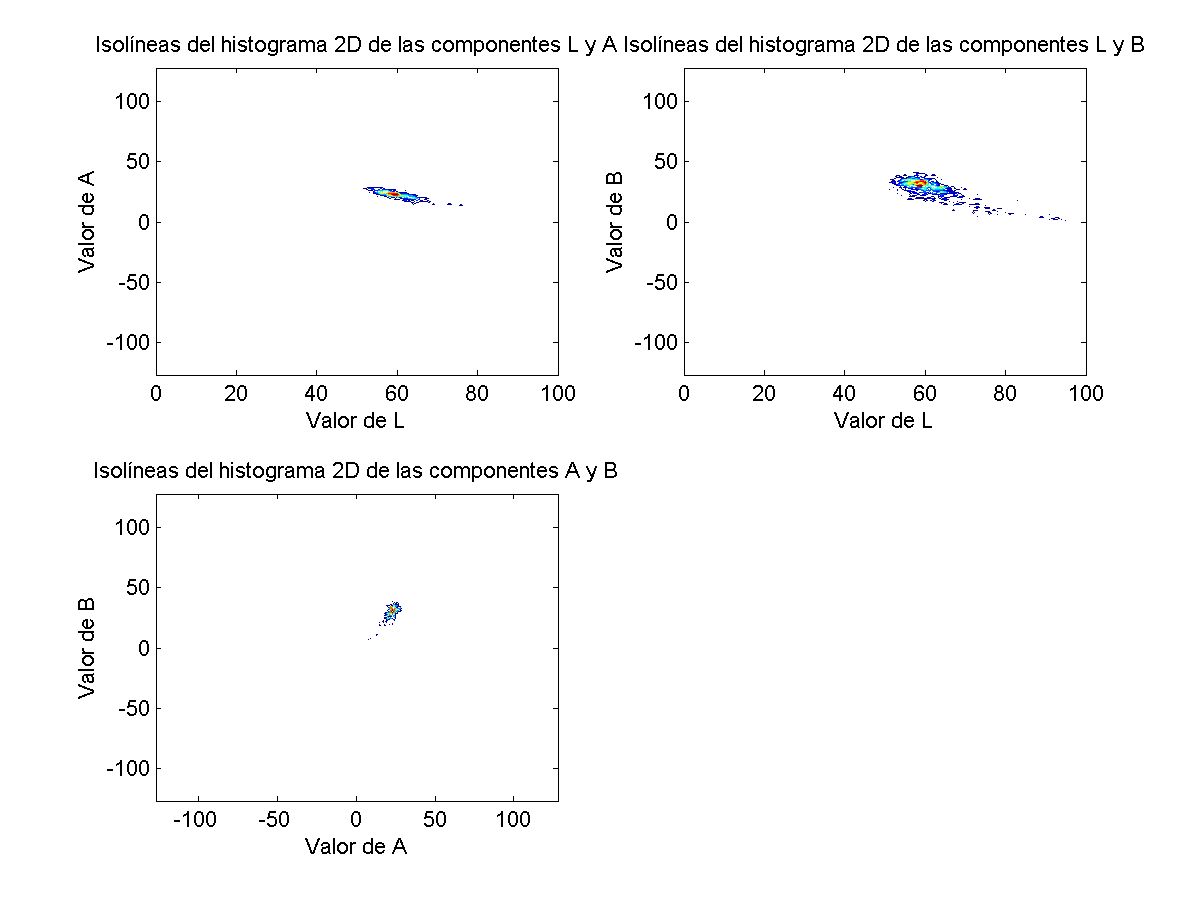 Isolíneas del histograma 2D de las componentes L y A
Isolíneas del histograma 2D de las componentes L y B
100
50
0
-50
-100
Valor de A
0 20 40 60 80 100
Valor de L
100
50
0
-50
-100
Valor de B
0 20 40 60 80 100
Valor de L
Isolíneas del histograma 2D de las componentes A y B
100
50
0
-50
-100
Valor de B
-100 -50 0 50 100
Valor de A